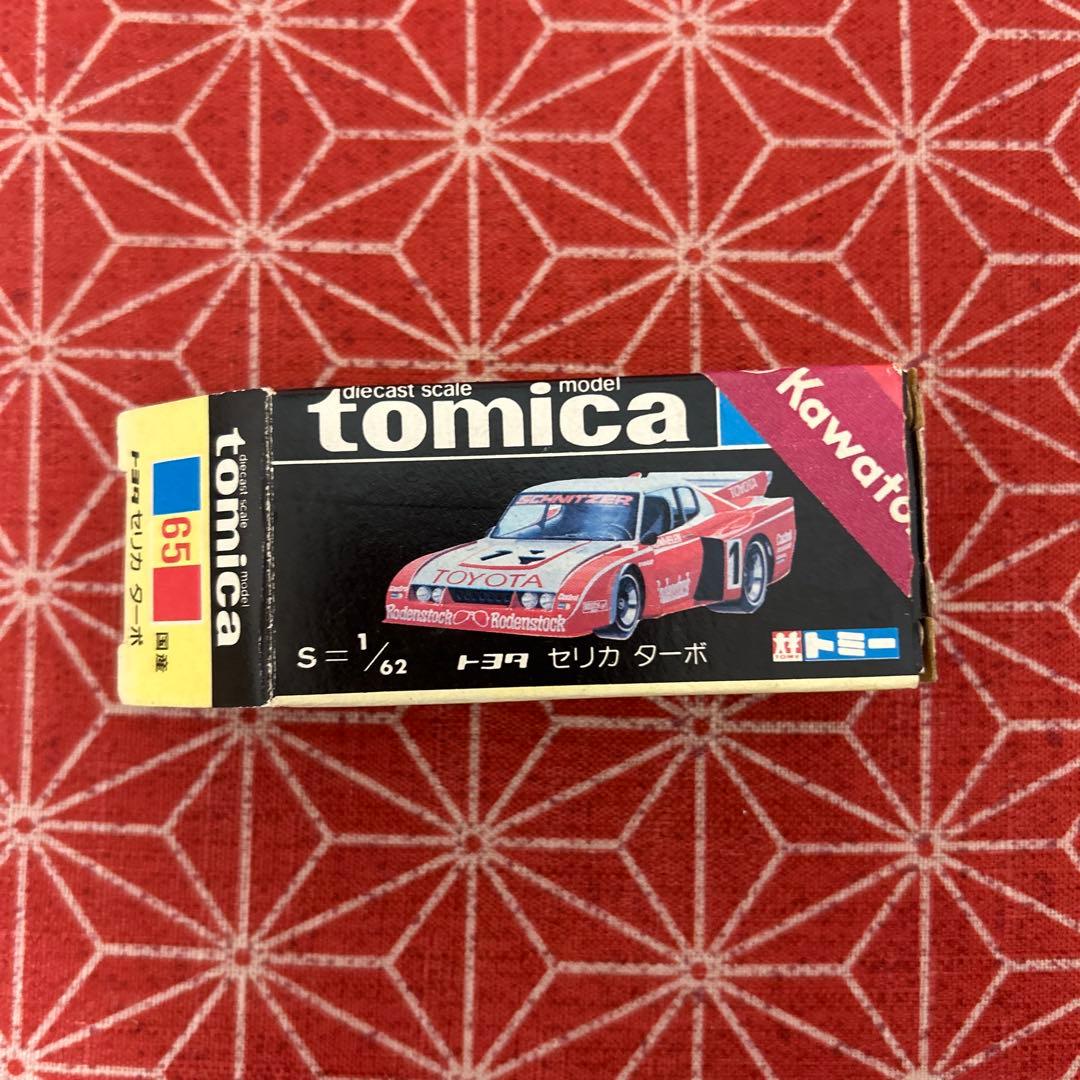 diecast scale model
tomica
Kawato
SCHNITZER
TOYOTA
TOYOTA
1
Rodenstock Rodenstock
S=1/62 トヨタ セリカ ターボ
TOMY トミー
diecast scale model
tomica
65
トヨタ セリカ ターボ 国産